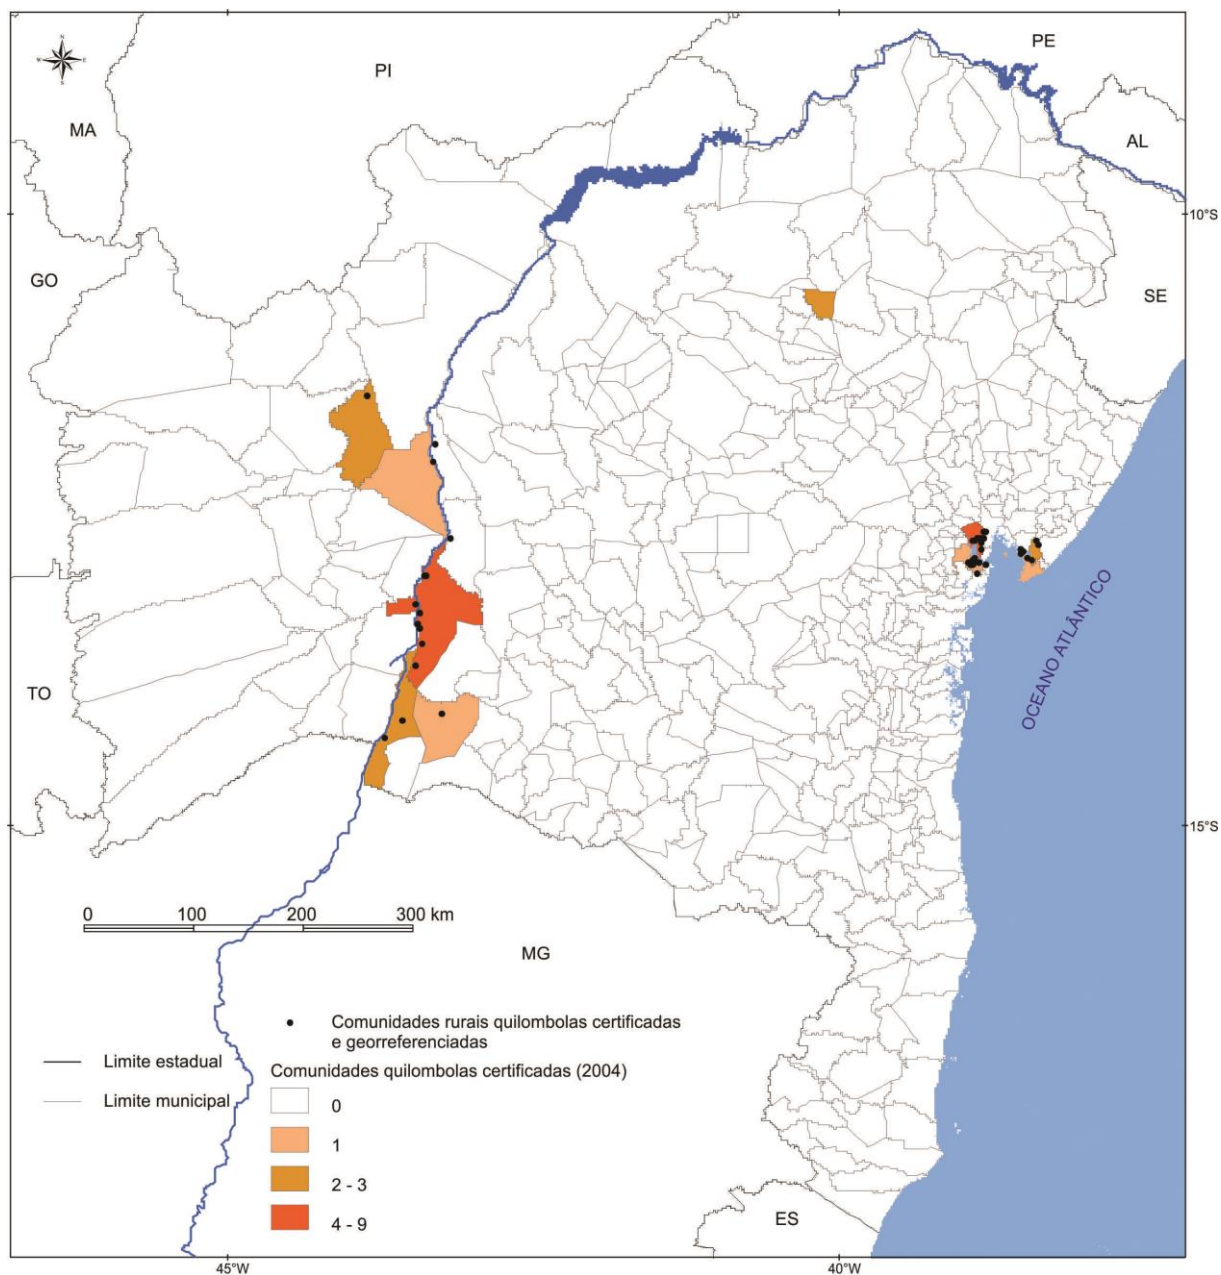 N
W
E
S
PI
PE
MA
AL
10°S
GO
SE
OCEANO ATLÂNTICO
TO
15°S
0 100 200 300 km
MG
Comunidades rurais quilombolas certificadas
e georreferenciadas
Limite estadual
Limite municipal
Comunidades quilombolas certificadas (2004)
0
1
2 - 3
4 - 9
ES
45°W
40°W